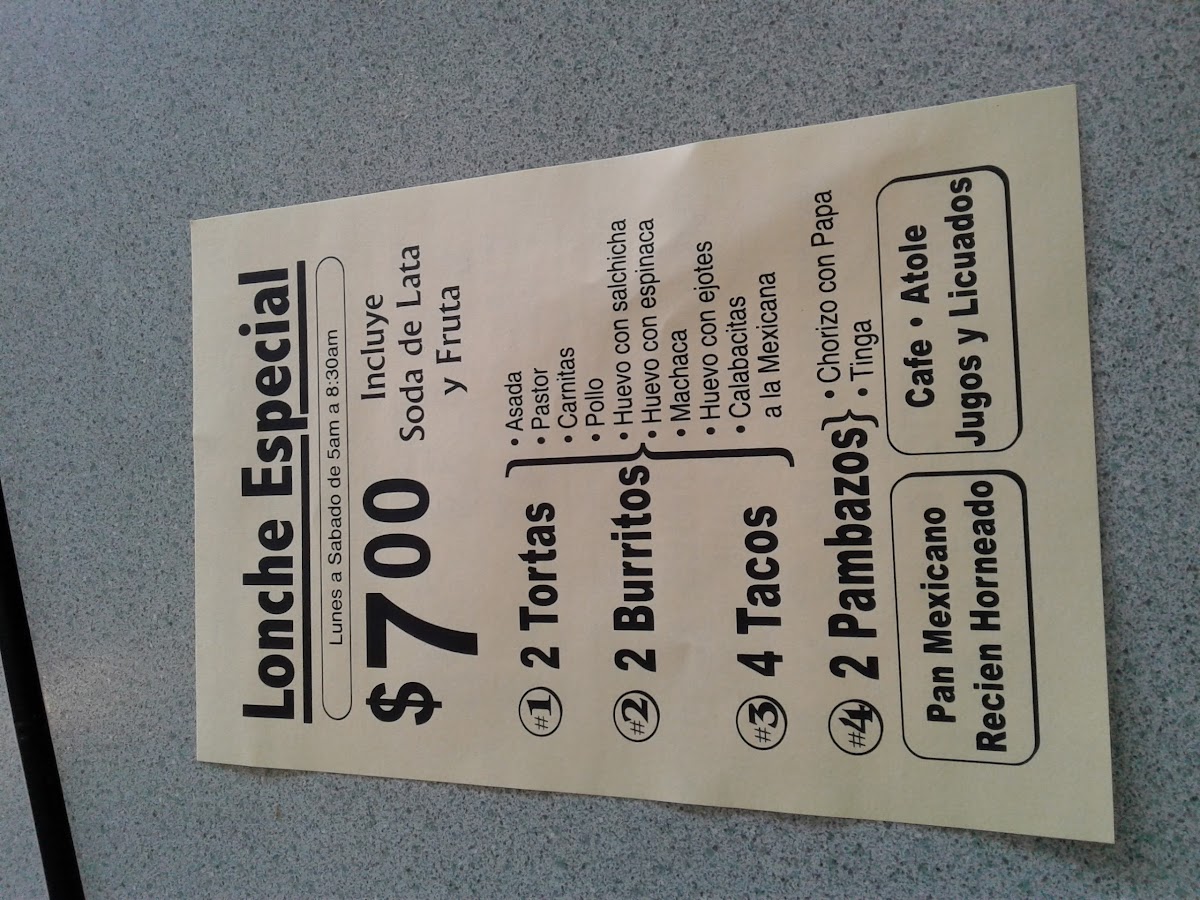 Lonche Especial
Lunes a Sabado de 5am a 8:30am
$700
Incluye
Soda de Lata
y Fruta
#1 2 Tortas
#2 2 Burritos
#3 4 Tacos
• Asada
• Pastor
• Carnitas
• Pollo
• Huevo con salchicha
• Huevo con espinaca
• Machaca
• Huevo con ejotes
• Calabacitas
a la Mexicana
#4 2 Pambazos
• Chorizo con Papa
• Tinga
Pan Mexicano
Recien Horneado
Cafe • Atole
Jugos y Licuados